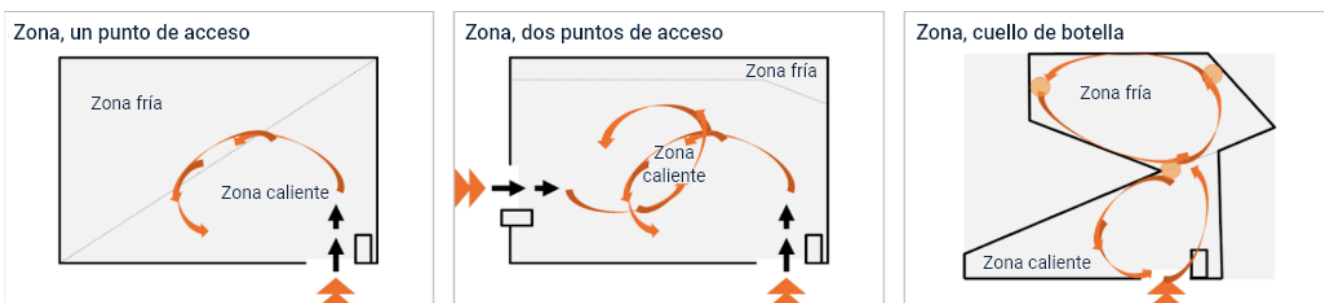 Zona, un punto de acceso
Zona fría
Zona caliente
Zona, dos puntos de acceso
Zona fría
Zona
caliente
Zona, cuello de botella
Zona fría
Zona caliente